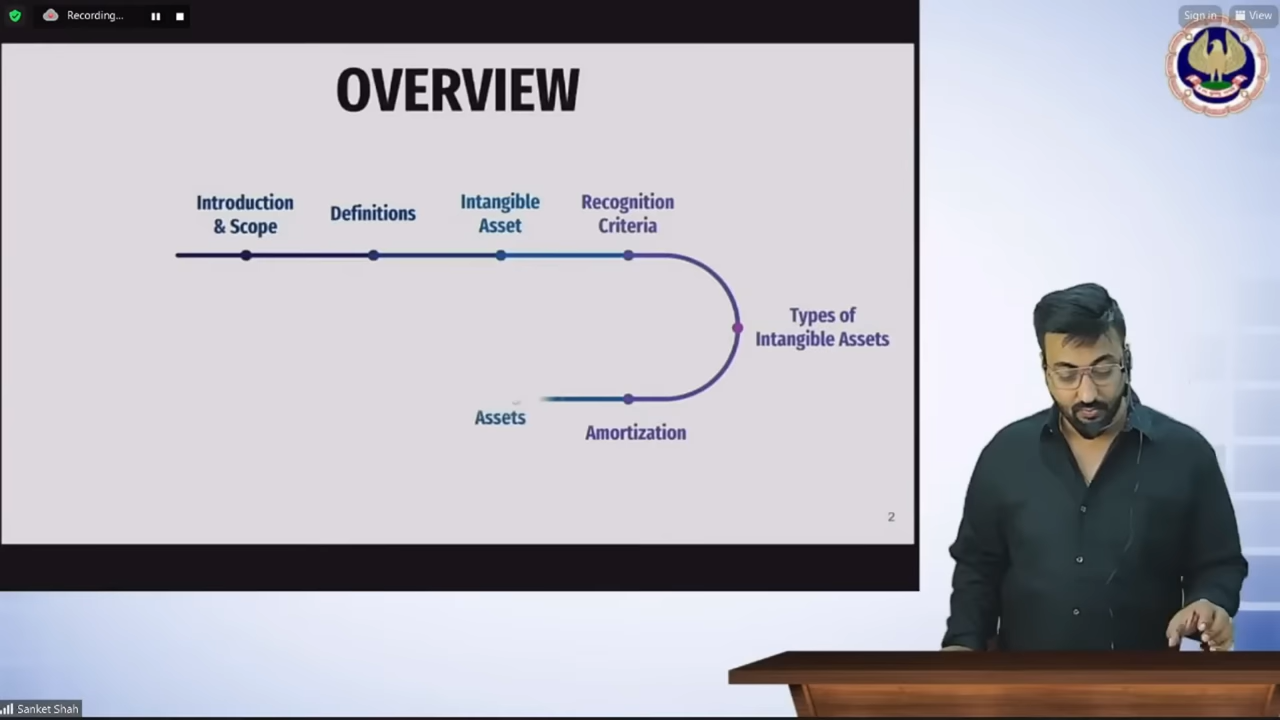 Recording...
Sign in
View
OVERVIEW
Introduction
& Scope
Definitions
Intangible
Asset
Recognition
Criteria
Types of
Intangible Assets
Assets
Amortization
2
Sanket Shah